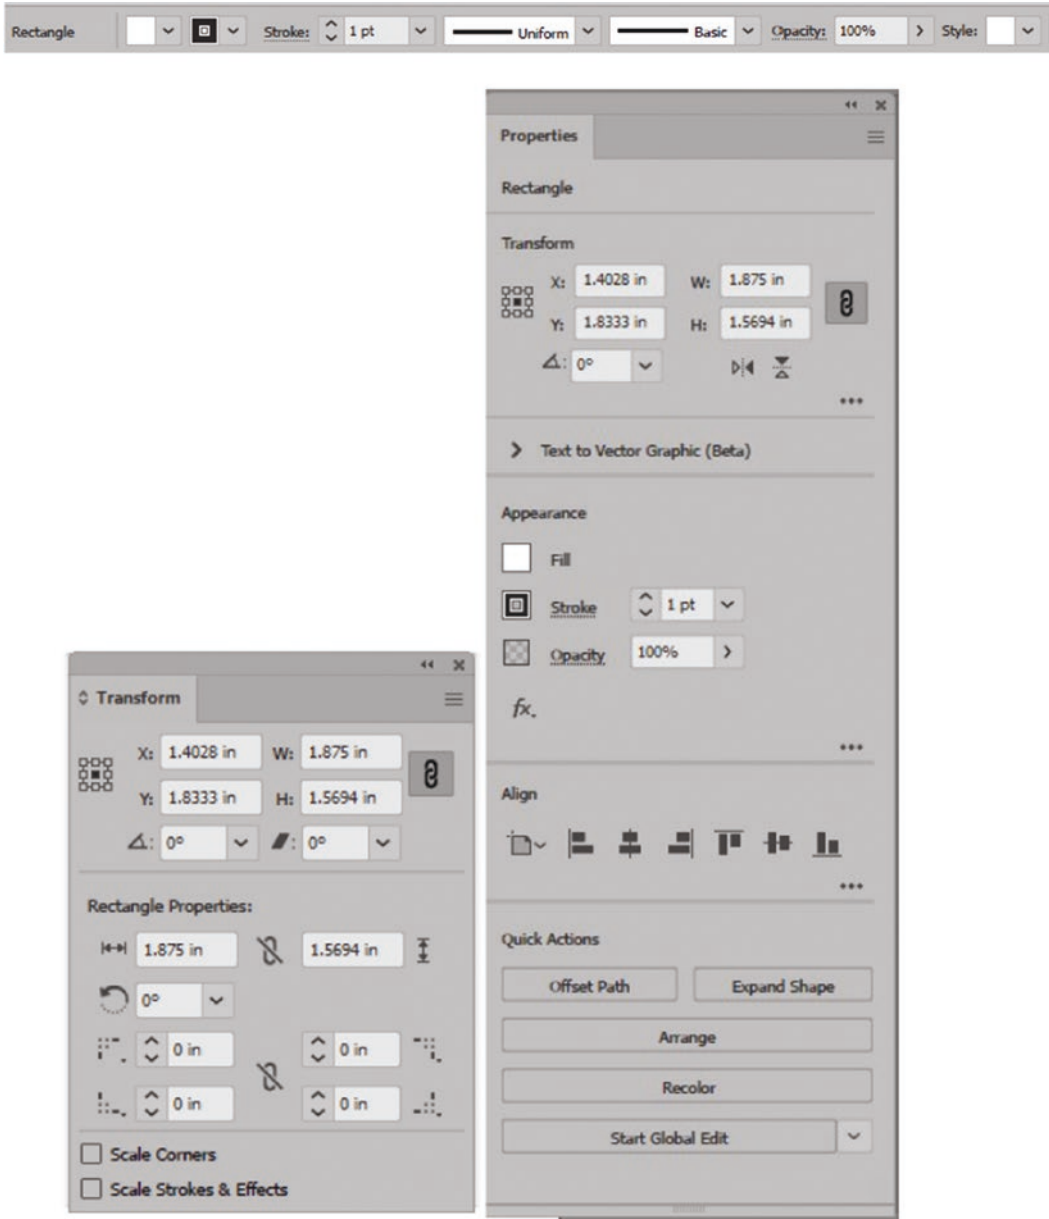 Rectangle Stroke: 1 pt Uniform Basic Opacity: 100% Style:
Properties
Rectangle
Transform
X: 1.4028 in W: 1.875 in
Y: 1.8333 in H: 1.5694 in
0°
Text to Vector Graphic (Beta)
Appearance
Fill
Stroke 1 pt
Opacity 100%
fx.
Align
Quick Actions
Offset Path Expand Shape
Arrange
Recolor
Start Global Edit
Transform
X: 1.4028 in W: 1.875 in
Y: 1.8333 in H: 1.5694 in
0° 0°
Rectangle Properties:
1.875 in 1.5694 in
0°
0 in 0 in
0 in 0 in
Scale Corners
Scale Strokes & Effects